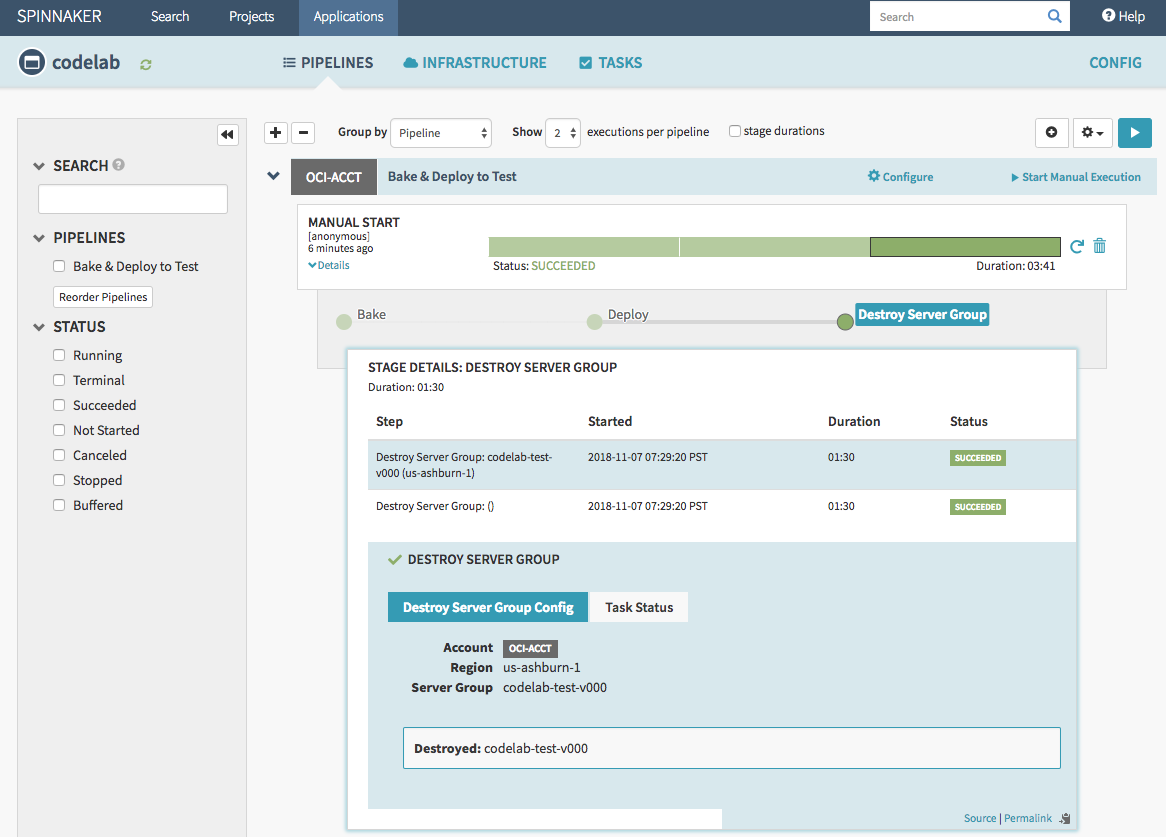 SPINNAKER Search Projects Applications Search Help
codelab PIPELINES INFRASTRUCTURE TASKS CONFIG
Group by Pipeline Show 2 executions per pipeline stage durations
SEARCH
PIPELINES
Bake & Deploy to Test
Reorder Pipelines
STATUS
Running
Terminal
Succeeded
Not Started
Canceled
Stopped
Buffered
OCI-ACCT Bake & Deploy to Test Configure Start Manual Execution
MANUAL START
[anonymous]
6 minutes ago
Details Status: SUCCEEDED Duration: 03:41
Bake Deploy Destroy Server Group
STAGE DETAILS: DESTROY SERVER GROUP
Duration: 01:30
Step Started Duration Status
Destroy Server Group: codelab-test- 2018-11-07 07:29:20 PST 01:30 SUCCEEDED
v000 (us-ashburn-1)
Destroy Server Group: () 2018-11-07 07:29:20 PST 01:30 SUCCEEDED
DESTROY SERVER GROUP
Destroy Server Group Config Task Status
Account OCI-ACCT
Region us-ashburn-1
Server Group codelab-test-v000
Destroyed: codelab-test-v000
Source | Permalink